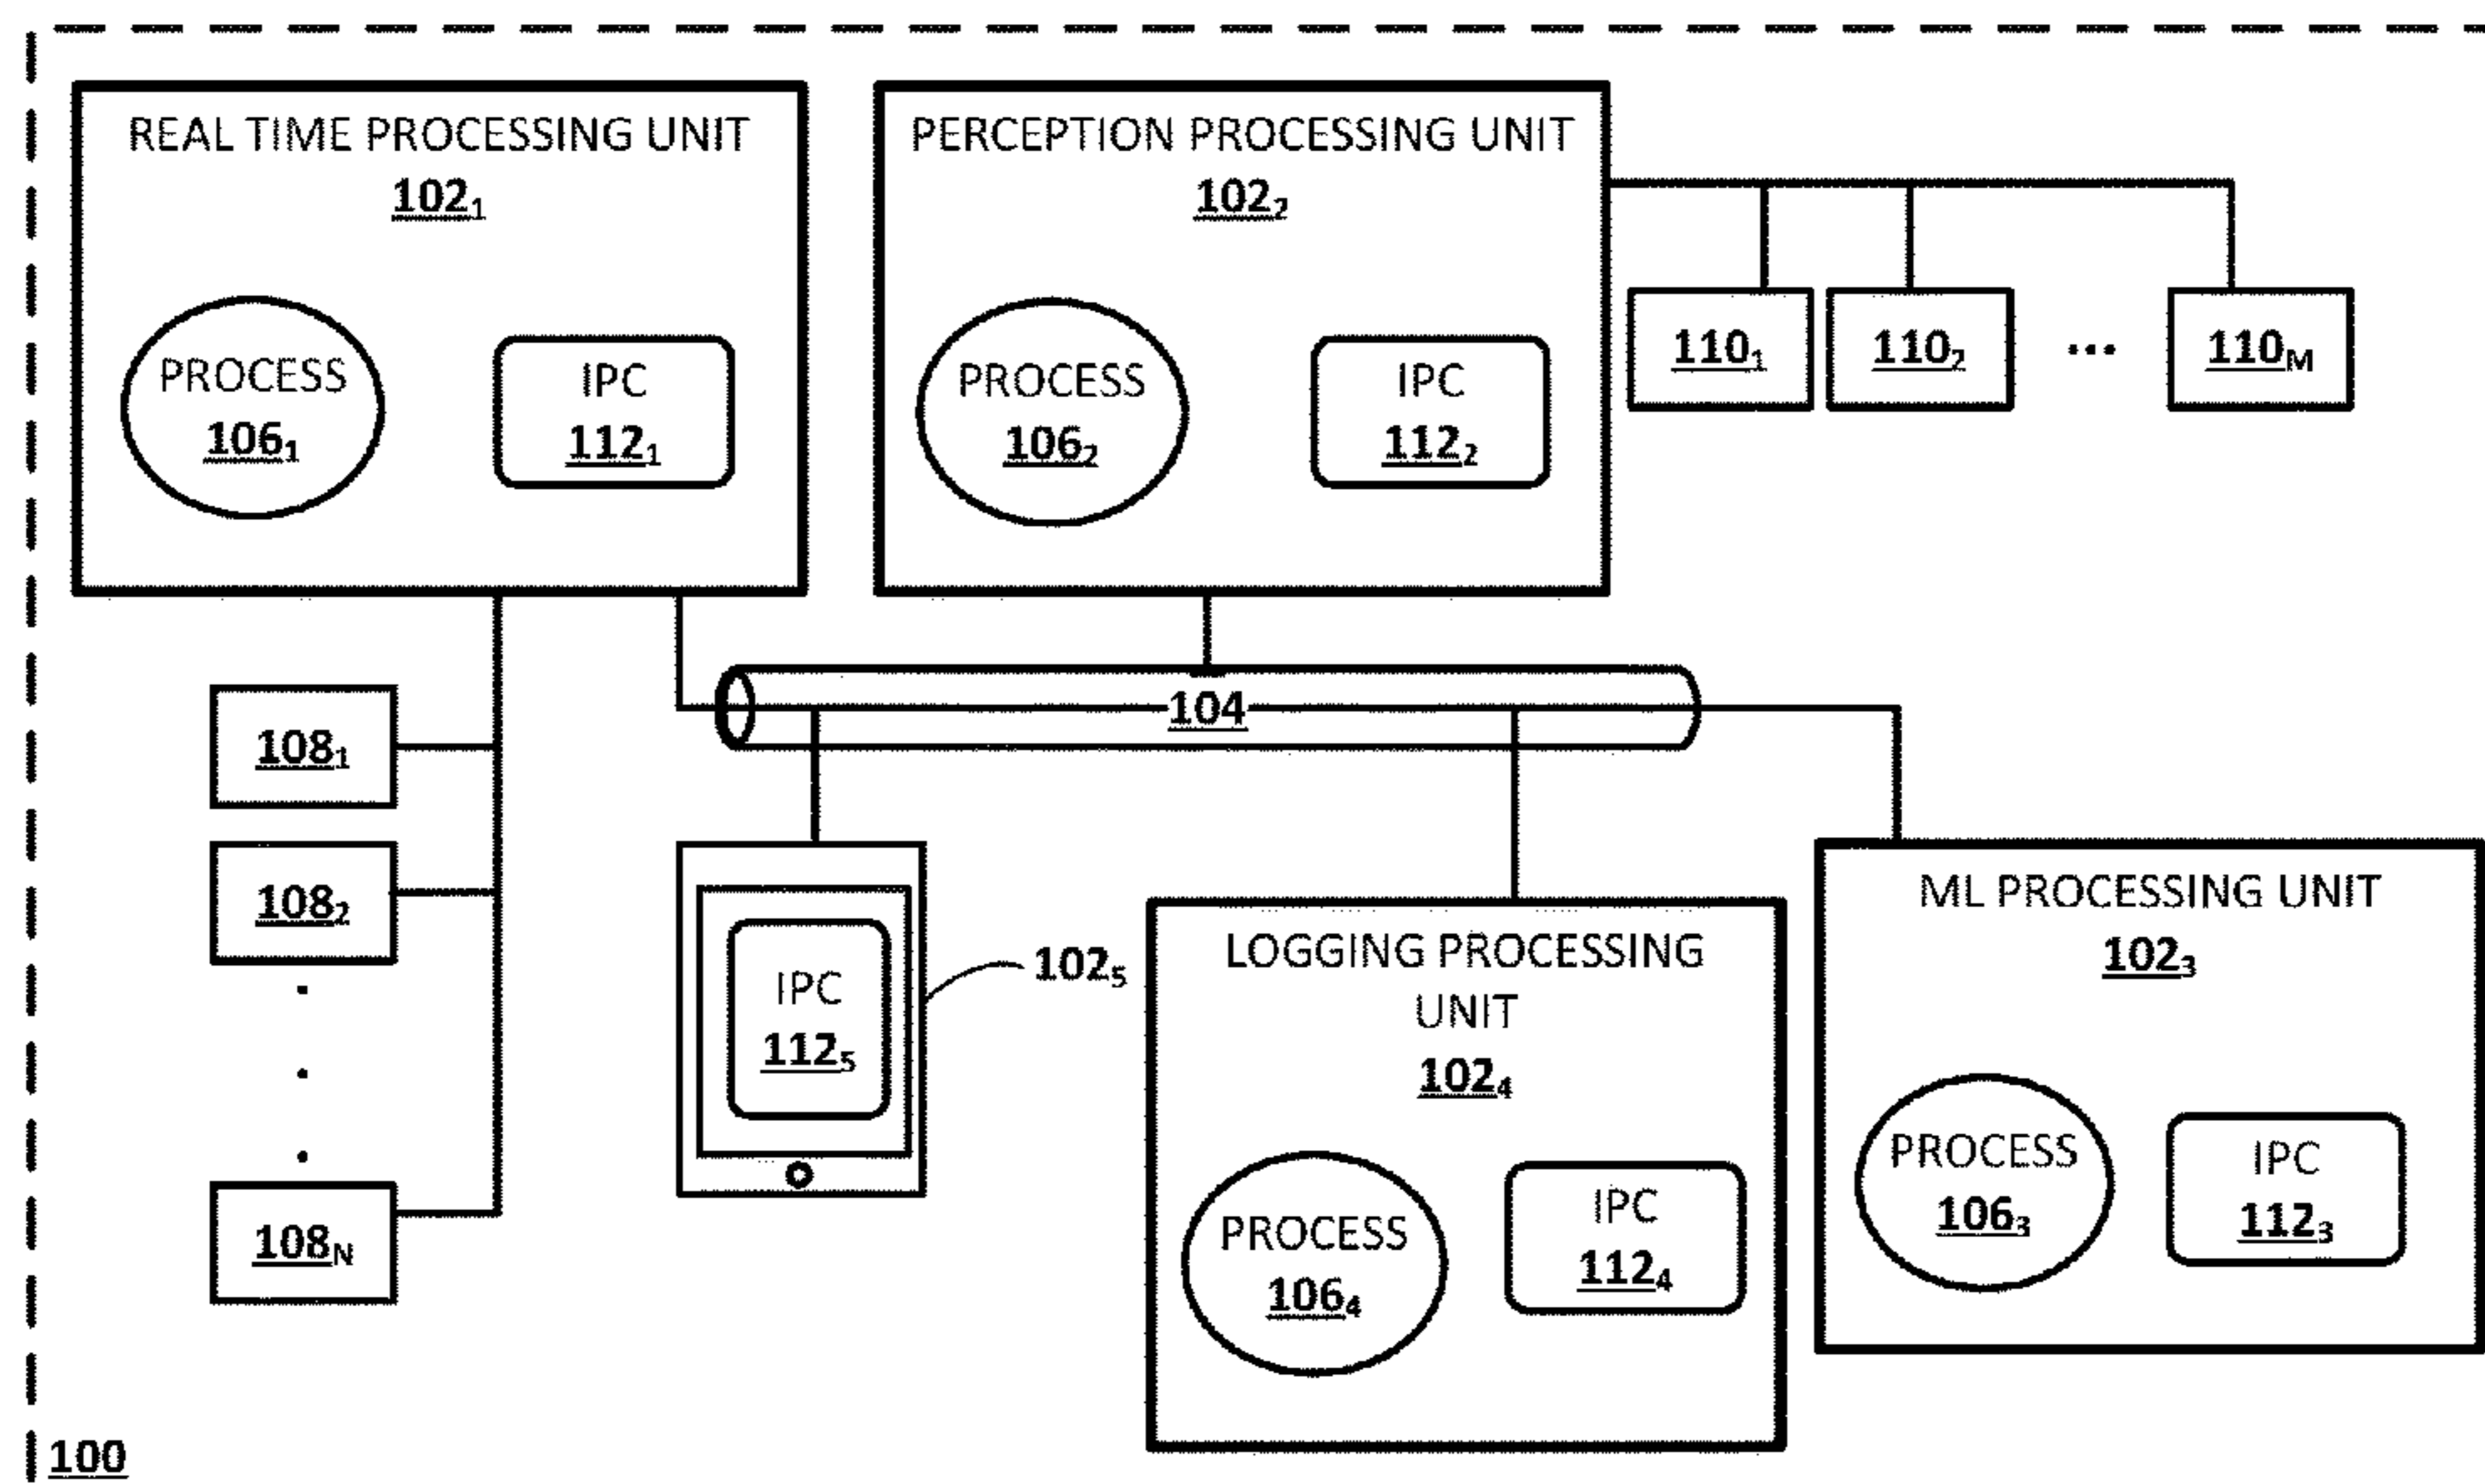 REAL TIME PROCESSING UNIT
102₁
PROCESS
106₁
IPC
112₁
PERCEPTION PROCESSING UNIT
102₂
PROCESS
106₂
IPC
112₂
110₁
110₂
...
110M
104
108₁
108₂
108N
IPC
112₅
102₅
LOGGING PROCESSING
UNIT
102₄
PROCESS
106₄
IPC
112₄
ML PROCESSING UNIT
102₃
PROCESS
106₃
IPC
112₃
100